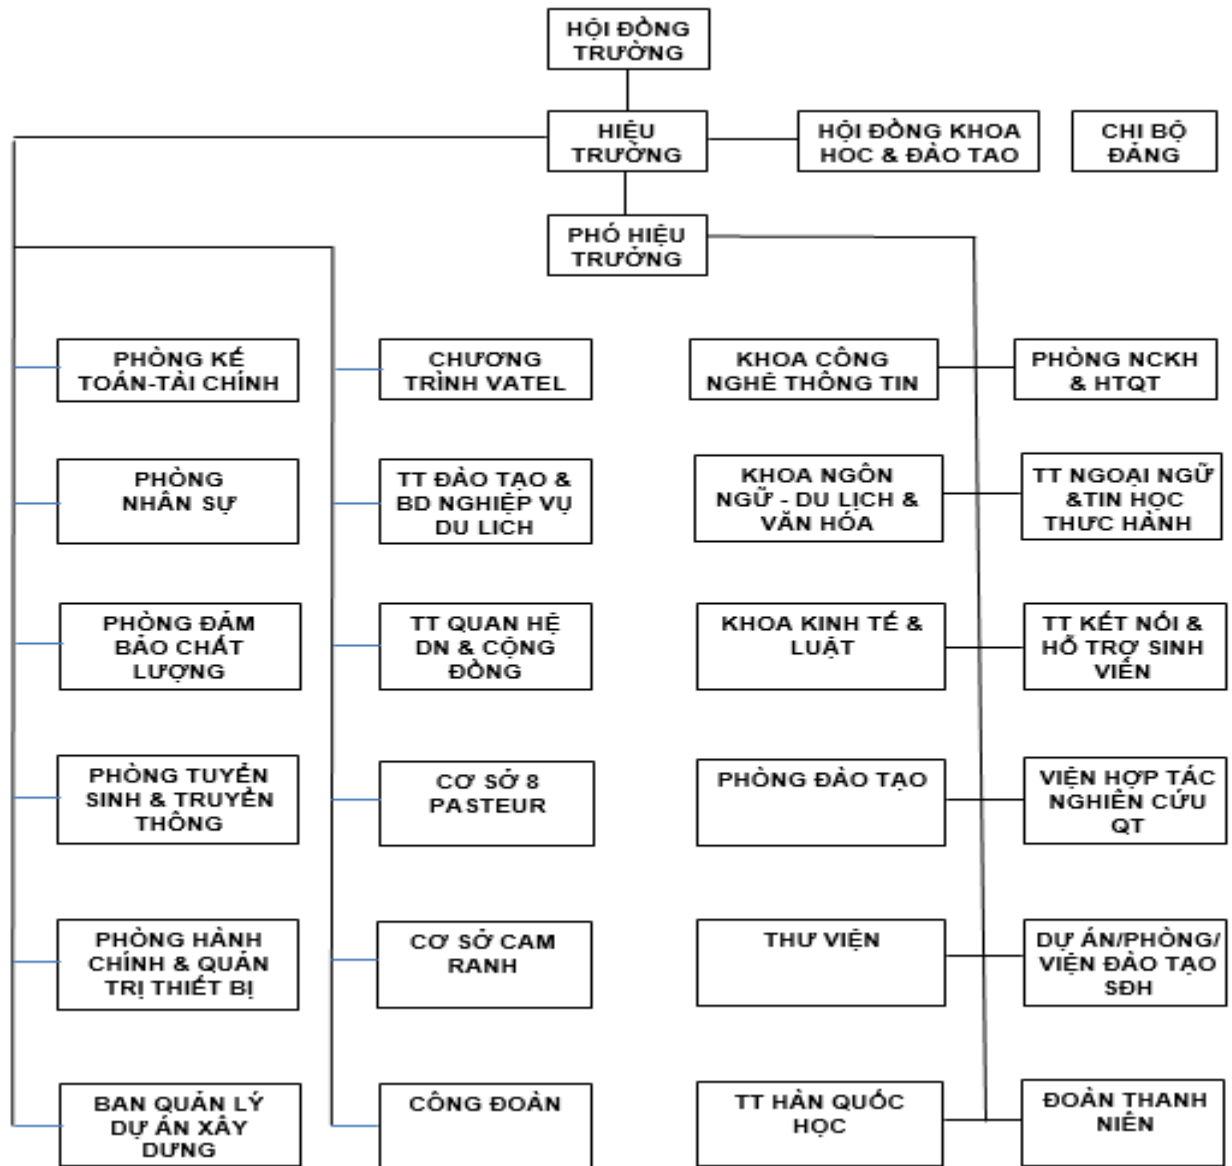 HỘI ĐỒNG
TRƯỜNG
HIỆU
TRƯỞNG
HỘI ĐỒNG KHOA
HỌC & ĐÀO TẠO
CHI BỘ
ĐẢNG
PHÓ HIỆU
TRƯỞNG
PHÒNG KẾ
TOÁN-TÀI CHÍNH
CHƯƠNG
TRÌNH VATEL
KHOA CÔNG
NGHỆ THÔNG TIN
PHÒNG NCKH
& HTQT
PHÒNG
NHÂN SỰ
TT ĐÀO TẠO &
BD NGHIỆP VỤ
DU LỊCH
KHOA NGÔN
NGỮ - DU LỊCH &
VĂN HÓA
TT NGOẠI NGỮ
&TIN HỌC
THỰC HÀNH
PHÒNG ĐẢM
BẢO CHẤT
LƯỢNG
TT QUAN HỆ
DN & CỘNG
ĐỒNG
KHOA KINH TẾ &
LUẬT
TT KẾT NỐI &
HỖ TRỢ SINH
VIÊN
PHÒNG TUYỂN
SINH & TRUYỀN
THÔNG
CƠ SỞ 8
PASTEUR
PHÒNG ĐÀO TẠO
VIỆN HỢP TÁC
NGHIÊN CỨU
QT
PHÒNG HÀNH
CHÍNH & QUẢN
TRỊ THIẾT BỊ
CƠ SỞ CAM
RANH
THƯ VIỆN
DỰ ÁN/PHÒNG/
VIỆN ĐÀO TẠO
SĐH
BAN QUẢN LÝ
DỰ ÁN XÂY
DỰNG
CÔNG ĐOÀN
TT HÀN QUỐC
HỌC
ĐOÀN THANH
NIÊN